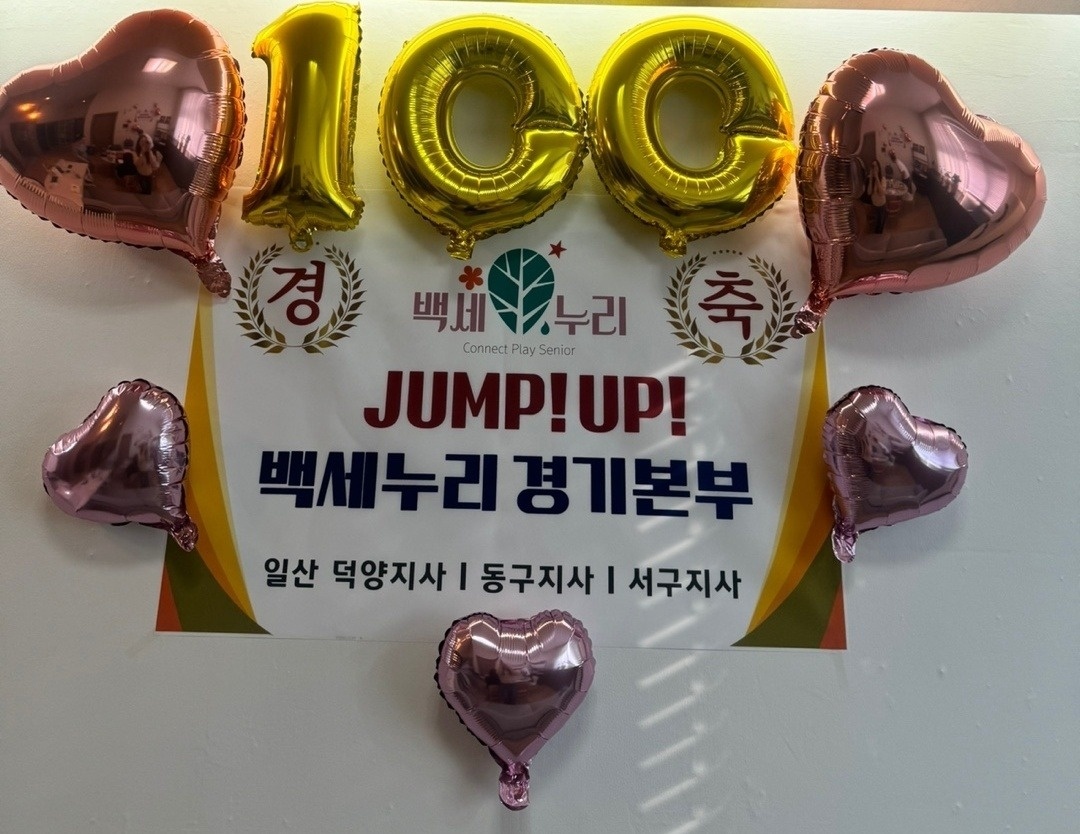 100
경 백세누리 축
Connect Play Senior
JUMP! UP!
백세누리 경기본부
일산 덕양지사 | 동구지사 | 서구지사